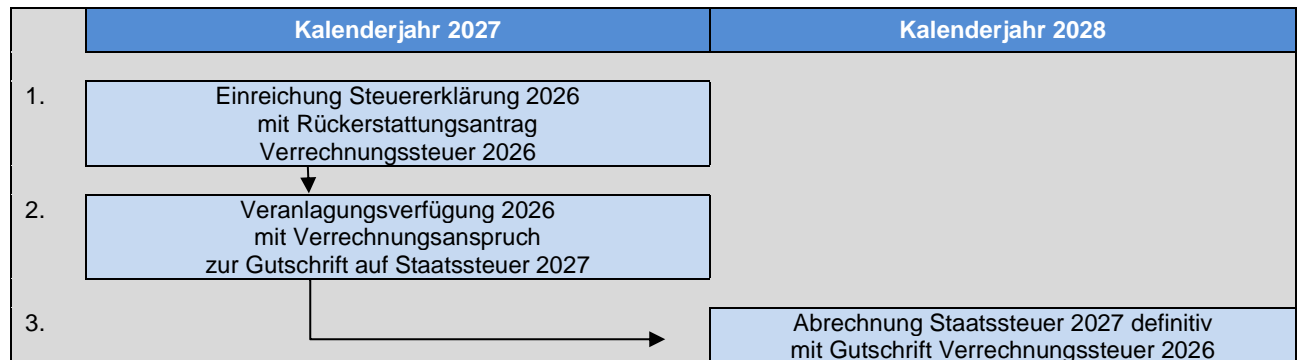 Kalenderjahr 2027
Kalenderjahr 2028
1.
Einreichung Steuererklärung 2026
mit Rückerstattungsantrag
Verrechnungssteuer 2026
2.
Veranlagungsverfügung 2026
mit Verrechnungsanspruch
zur Gutschrift auf Staatssteuer 2027
3.
Abrechnung Staatssteuer 2027 definitiv
mit Gutschrift Verrechnungssteuer 2026